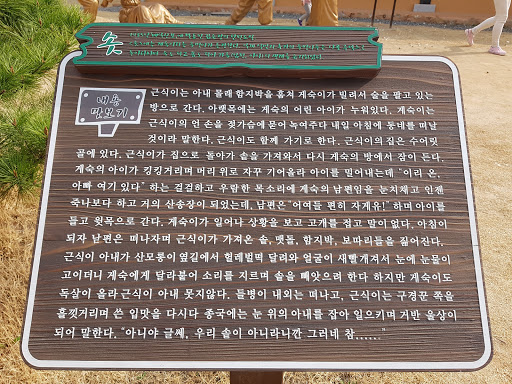 솟
내용
맛보기
근식이는 아내 몰래 함지박을 훔쳐 계숙이가 빌려서 술을 팔고 있는
방으로 간다. 아랫목에는 계숙의 어린 아이가 누워있다. 계숙이는
근식이의 언 손을 젖가슴에 묻어 녹여주다 내일 아침에 동네를 떠날
것이라 말한다. 근식이도 함께 가기로 한다. 근식이의 집은 수어릿
골에 있다. 근식이가 집으로 돌아가 솥을 가져와서 다시 계숙의 방에서 잠이 든다.
계숙의 아이가 킹킹거리며 머리 위로 자꾸 기어올라 아이를 밀어내는데 "이리 온,
아빠 여기 있다" 하는 걸걸하고 우람한 목소리에 계숙의 남편임을 눈치채고 인젠
죽나보다 하고 거의 산송장이 되었는데, 남편은 "어여들 편히 자게유!" 하며 아이를
들고 윗목으로 간다. 계숙이가 일어나 상황을 보고 고개를 접고 말이 없다. 아침이
되자 남편은 떠나자며 근식이가 가져온 솥, 맷돌, 함지박, 보따리들을 짊어진다.
근식이 아내가 산모롱이 옆길에서 헐레벌떡 달려와 얼굴이 새빨개져서 눈에 눈물이
고이더니 계숙에게 달라붙어 소리를 지르며 솥을 빼앗으려 한다 하지만 계숙이도
독살이 올라 근식이 아내 못지않다. 들병이 내외는 떠나고, 근식이는 구경꾼 쪽을
흘낏거리며 쓴 입맛을 다시다 종국에는 눈 위의 아내를 잡아 일으키며 거반 울상이
되어 말한다. "아니야 글쎄, 우리 솥이 아니라니깐 그러네 참....."